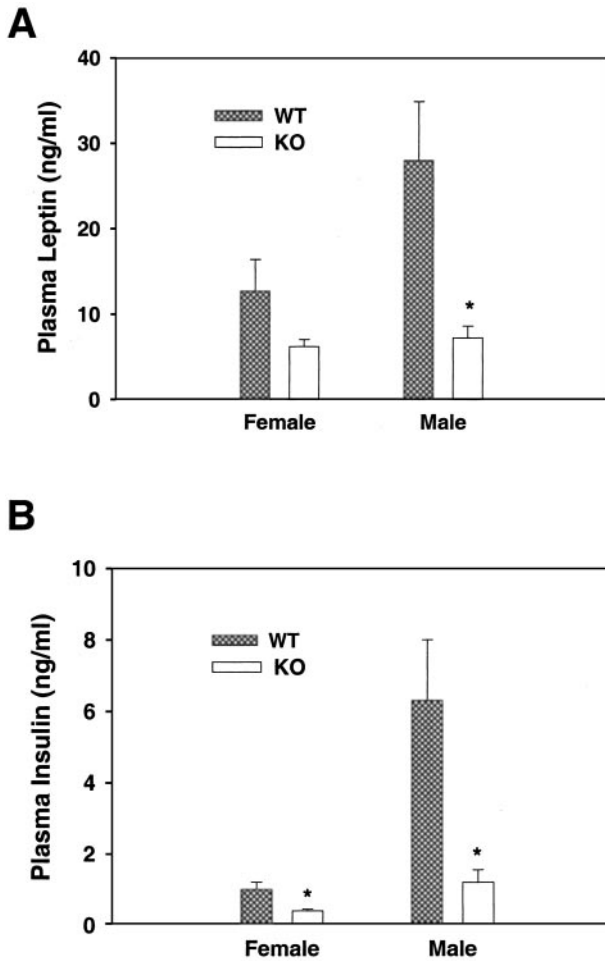 A
Plasma Leptin (ng/ml)
40
30
20
10
0
WT
KO
*
Female Male
B
Plasma Insulin (ng/ml)
10
8
6
4
2
0
WT
KO
*
*
Female Male